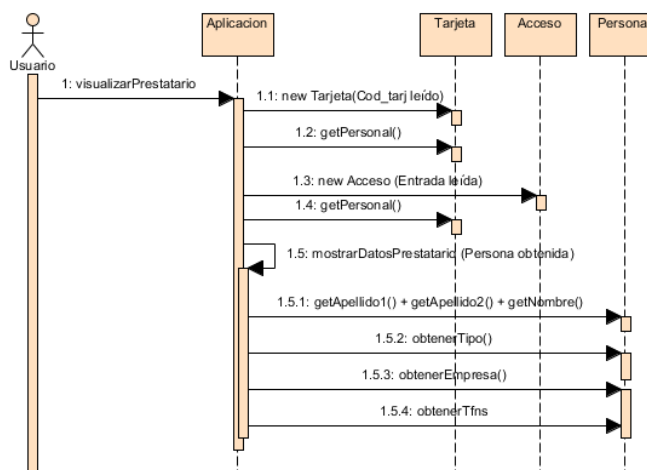 Usuario
Aplicacion
Tarjeta
Acceso
Persona
1: visualizarPrestatario
1.1: new Tarjeta(Cod_tarj leído)
1.2: getPersonal()
1.3: new Acceso (Entrada leída)
1.4: getPersonal()
1.5: mostrarDatosPrestatario (Persona obtenida)
1.5.1: getApellido1() + getApellido2() + getNombre()
1.5.2: obtenerTipo()
1.5.3: obtenerEmpresa()
1.5.4: obtenerTfns